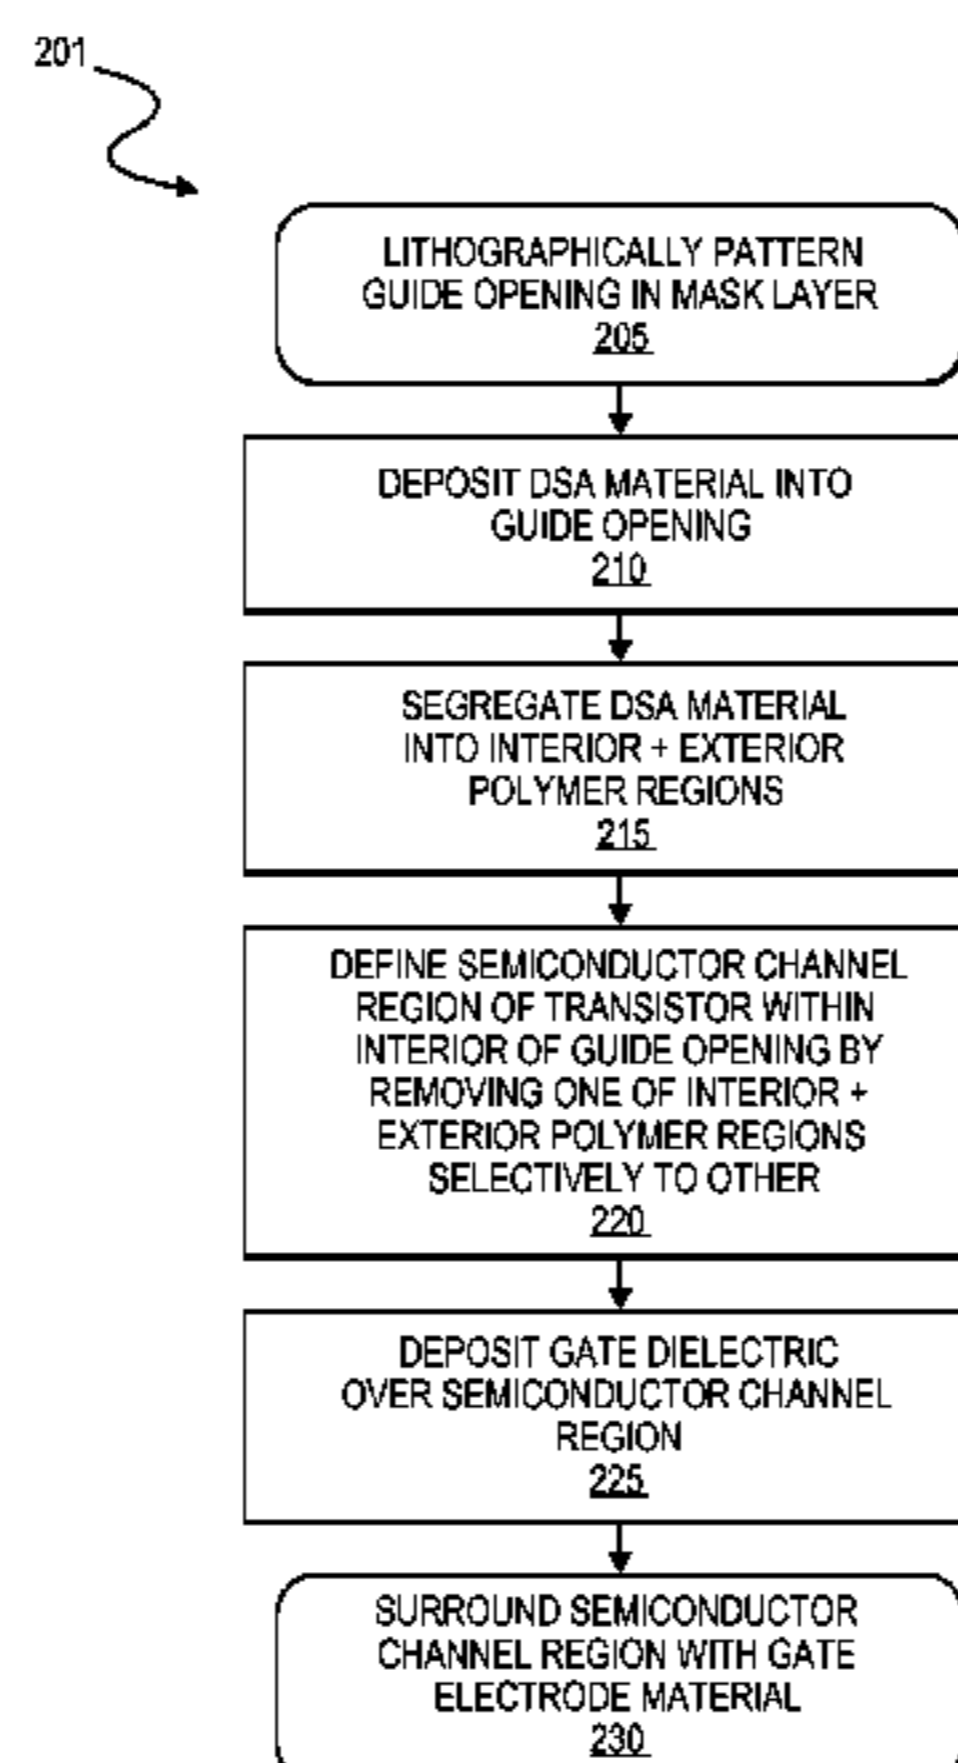 201
LITHOGRAPHICALLY PATTERN
GUIDE OPENING IN MASK LAYER
205
DEPOSIT DSA MATERIAL INTO
GUIDE OPENING
210
SEGREGATE DSA MATERIAL
INTO INTERIOR + EXTERIOR
POLYMER REGIONS
215
DEFINE SEMICONDUCTOR CHANNEL
REGION OF TRANSISTOR WITHIN
INTERIOR OF GUIDE OPENING BY
REMOVING ONE OF INTERIOR +
EXTERIOR POLYMER REGIONS
SELECTIVELY TO OTHER
220
DEPOSIT GATE DIELECTRIC
OVER SEMICONDUCTOR CHANNEL
REGION
225
SURROUND SEMICONDUCTOR
CHANNEL REGION WITH GATE
ELECTRODE MATERIAL
230